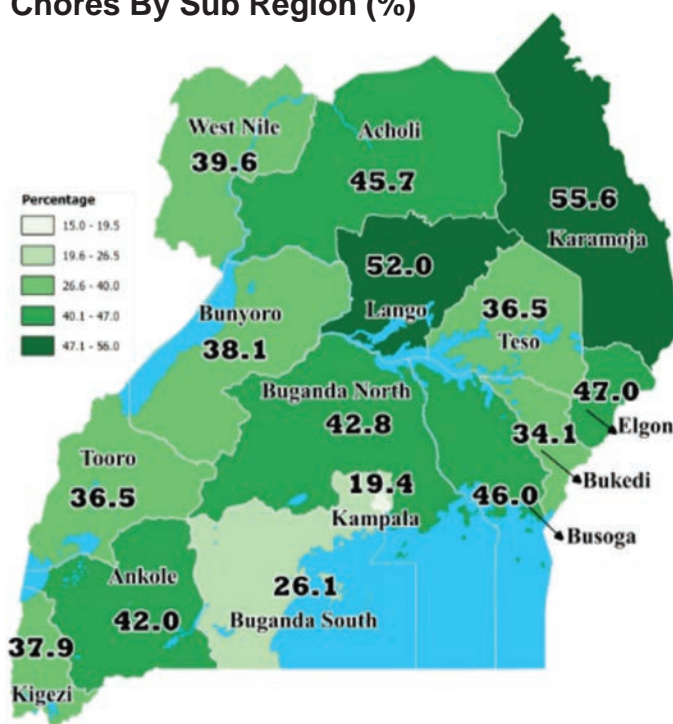 Chores By Sub Region (%)
West Nile
39.6
Acholi
45.7
55.6
Karamoja
Percentage
15.0 - 19.5
19.6 - 26.5
26.6 - 40.0
40.1 - 47.0
47.1 - 56.0
52.0
Lango
36.5
Teso
Bunyoro
38.1
Buganda North
42.8
47.0
Elgon
34.1
Bukedi
Tooro
36.5
19.4
Kampala
46.0
Busoga
Ankole
42.0
26.1
Buganda South
37.9
Kigezi